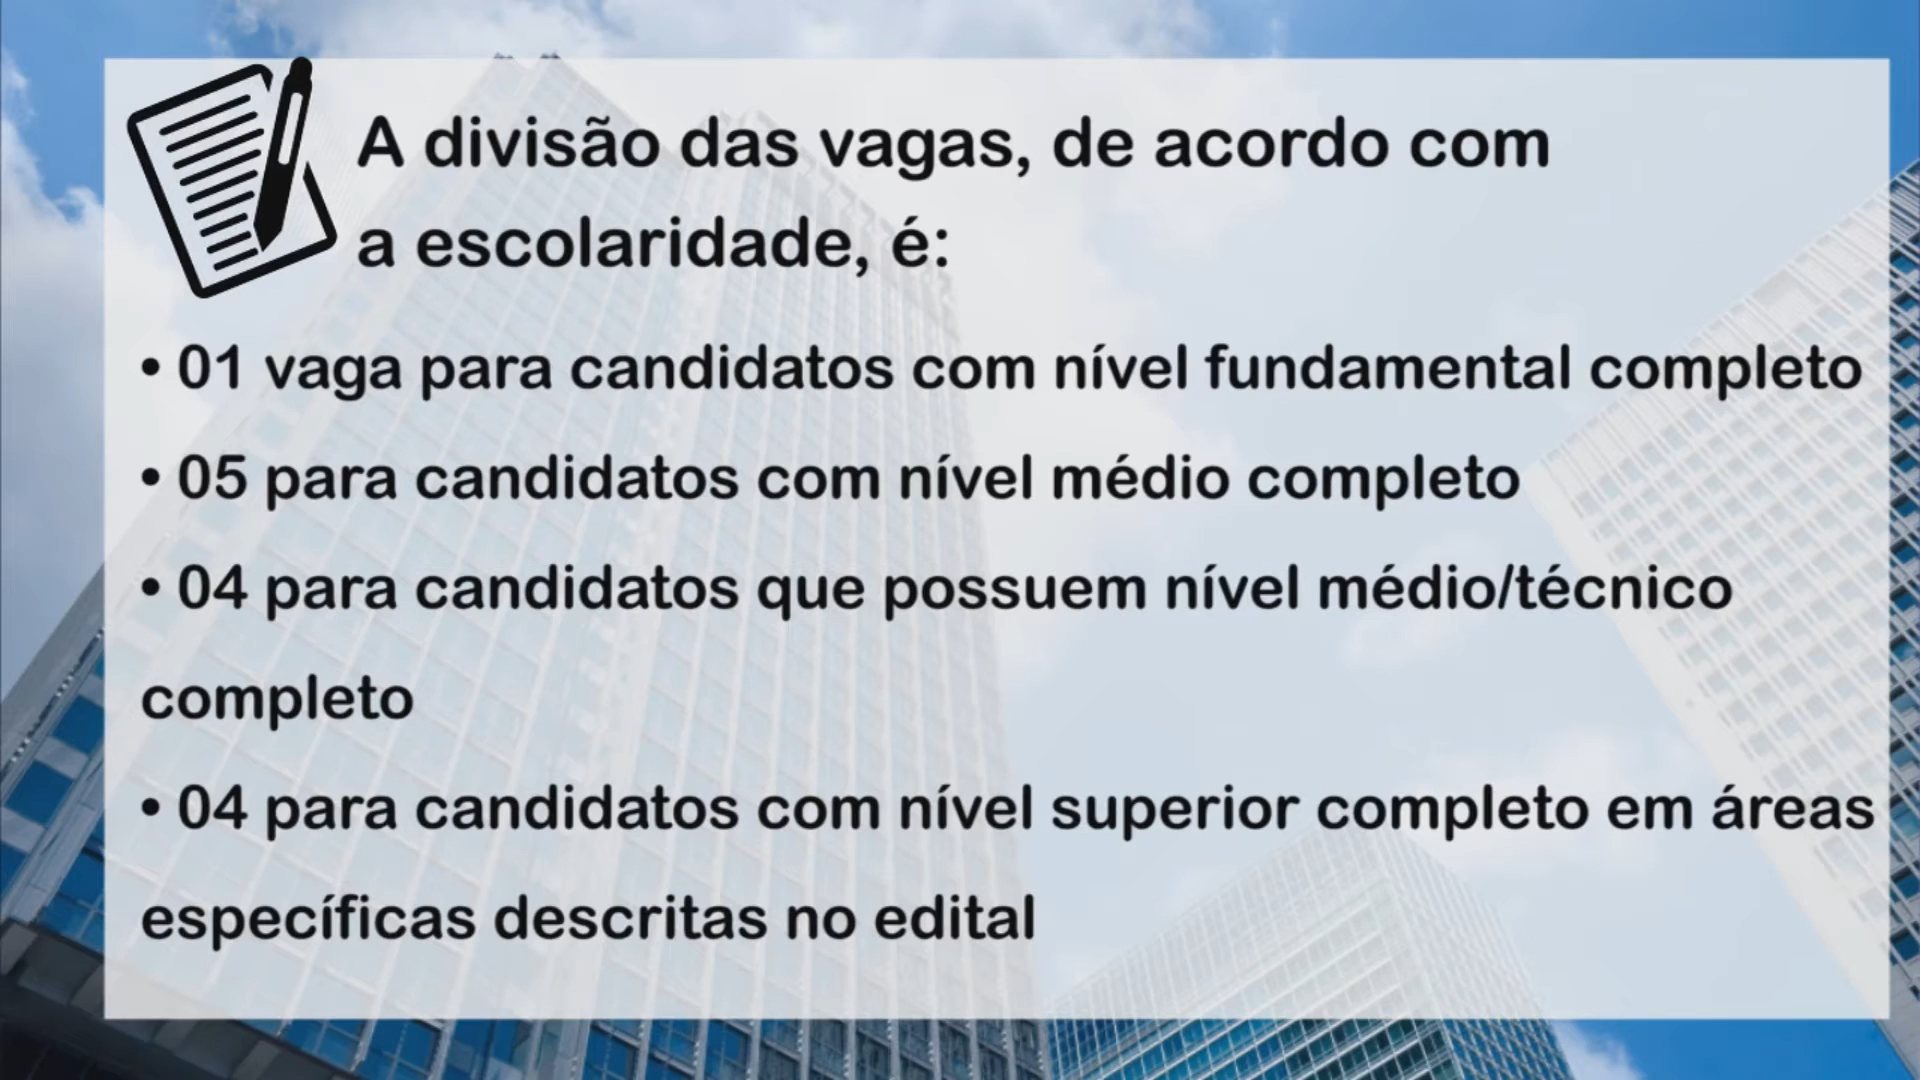 A divisão das vagas, de acordo com
a escolaridade, é:
• 01 vaga para candidatos com nível fundamental completo
• 05 para candidatos com nível médio completo
• 04 para candidatos que possuem nível médio/técnico
completo
• 04 para candidatos com nível superior completo em áreas
específicas descritas no edital